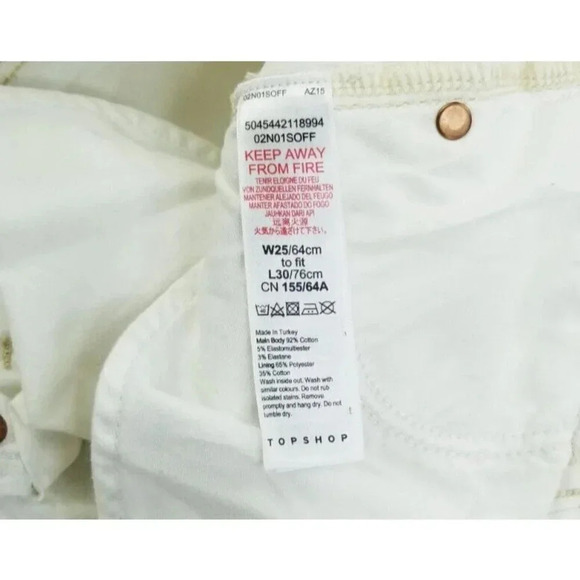 02N01SOFF AZ15
5045442118994
02N01SOFF
KEEP AWAY
FROM FIRE
TENIR ELOIGNE DU FEU
VON ZUNDQUELLEN FERNHALTEN
MANTENER ALEJADO DEL FEUGO
MANTER AFASTADO DO FOGO
JAUHKAN DARI API
远离火源
火気から遠ざけて下さい
W25/64cm
to fit
L30/76cm
CN 155/64A
Made in Turkey
Main Body 92% Cotton
5% Elastomultiester
3% Elastane
Lining 65% Polyester
35% Cotton
Wash inside out. Wash with
similar colours. Do not rub
isolated stains. Remove
promptly and hang dry. Do not
tumble dry.
TOPSHOP